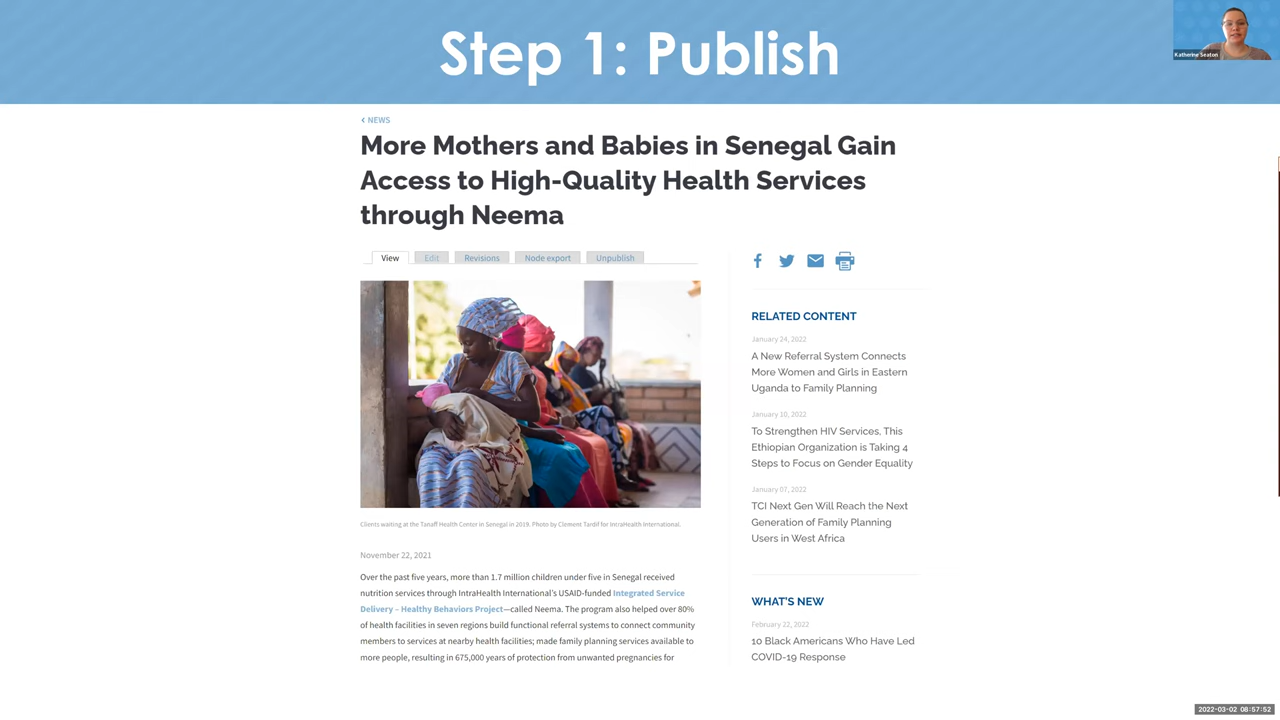 Step 1: Publish
Katherine Seaton
‹ NEWS
More Mothers and Babies in Senegal Gain
Access to High-Quality Health Services
through Neema
View
Edit
Revisions
Node export
Unpublish
Clients waiting at the Tanaff Health Center in Senegal in 2019. Photo by Clement Tardif for IntraHealth International.
November 22, 2021
Over the past five years, more than 1.7 million children under five in Senegal received
nutrition services through IntraHealth International's USAID-funded Integrated Service
Delivery – Healthy Behaviors Project—called Neema. The program also helped over 80%
of health facilities in seven regions build functional referral systems to connect community
members to services at nearby health facilities; made family planning services available to
more people, resulting in 675,000 years of protection from unwanted pregnancies for
RELATED CONTENT
January 24, 2022
A New Referral System Connects
More Women and Girls in Eastern
Uganda to Family Planning
January 10, 2022
To Strengthen HIV Services, This
Ethiopian Organization is Taking 4
Steps to Focus on Gender Equality
January 07, 2022
TCI Next Gen Will Reach the Next
Generation of Family Planning
Users in West Africa
WHAT'S NEW
February 22, 2022
10 Black Americans Who Have Led
COVID-19 Response
2022-03-02 08:57:52